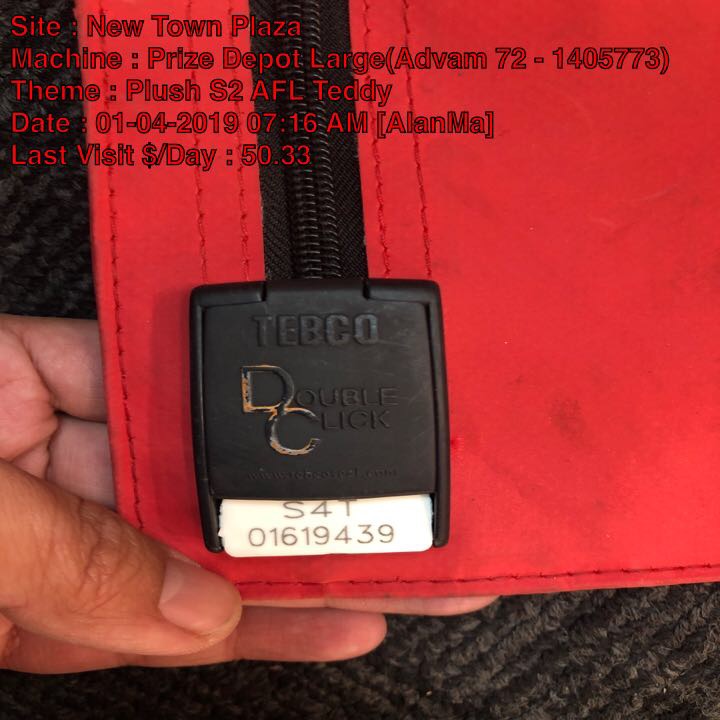 Site : New Town Plaza
Machine : Prize Depot Large(Advam 72 - 1405773)
Theme : Plush S2 AFL Teddy
Date : 01-04-2019 07:16 AM [AlanMa]
Last Visit $/Day : 50.33
TEBCO
DOUBLE
CLICK
S4T
01619439